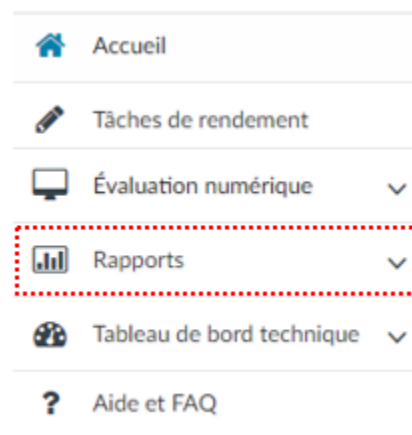 Accueil
Tâches de rendement
Évaluation numérique
Rapports
Tableau de bord technique
? Aide et FAQ